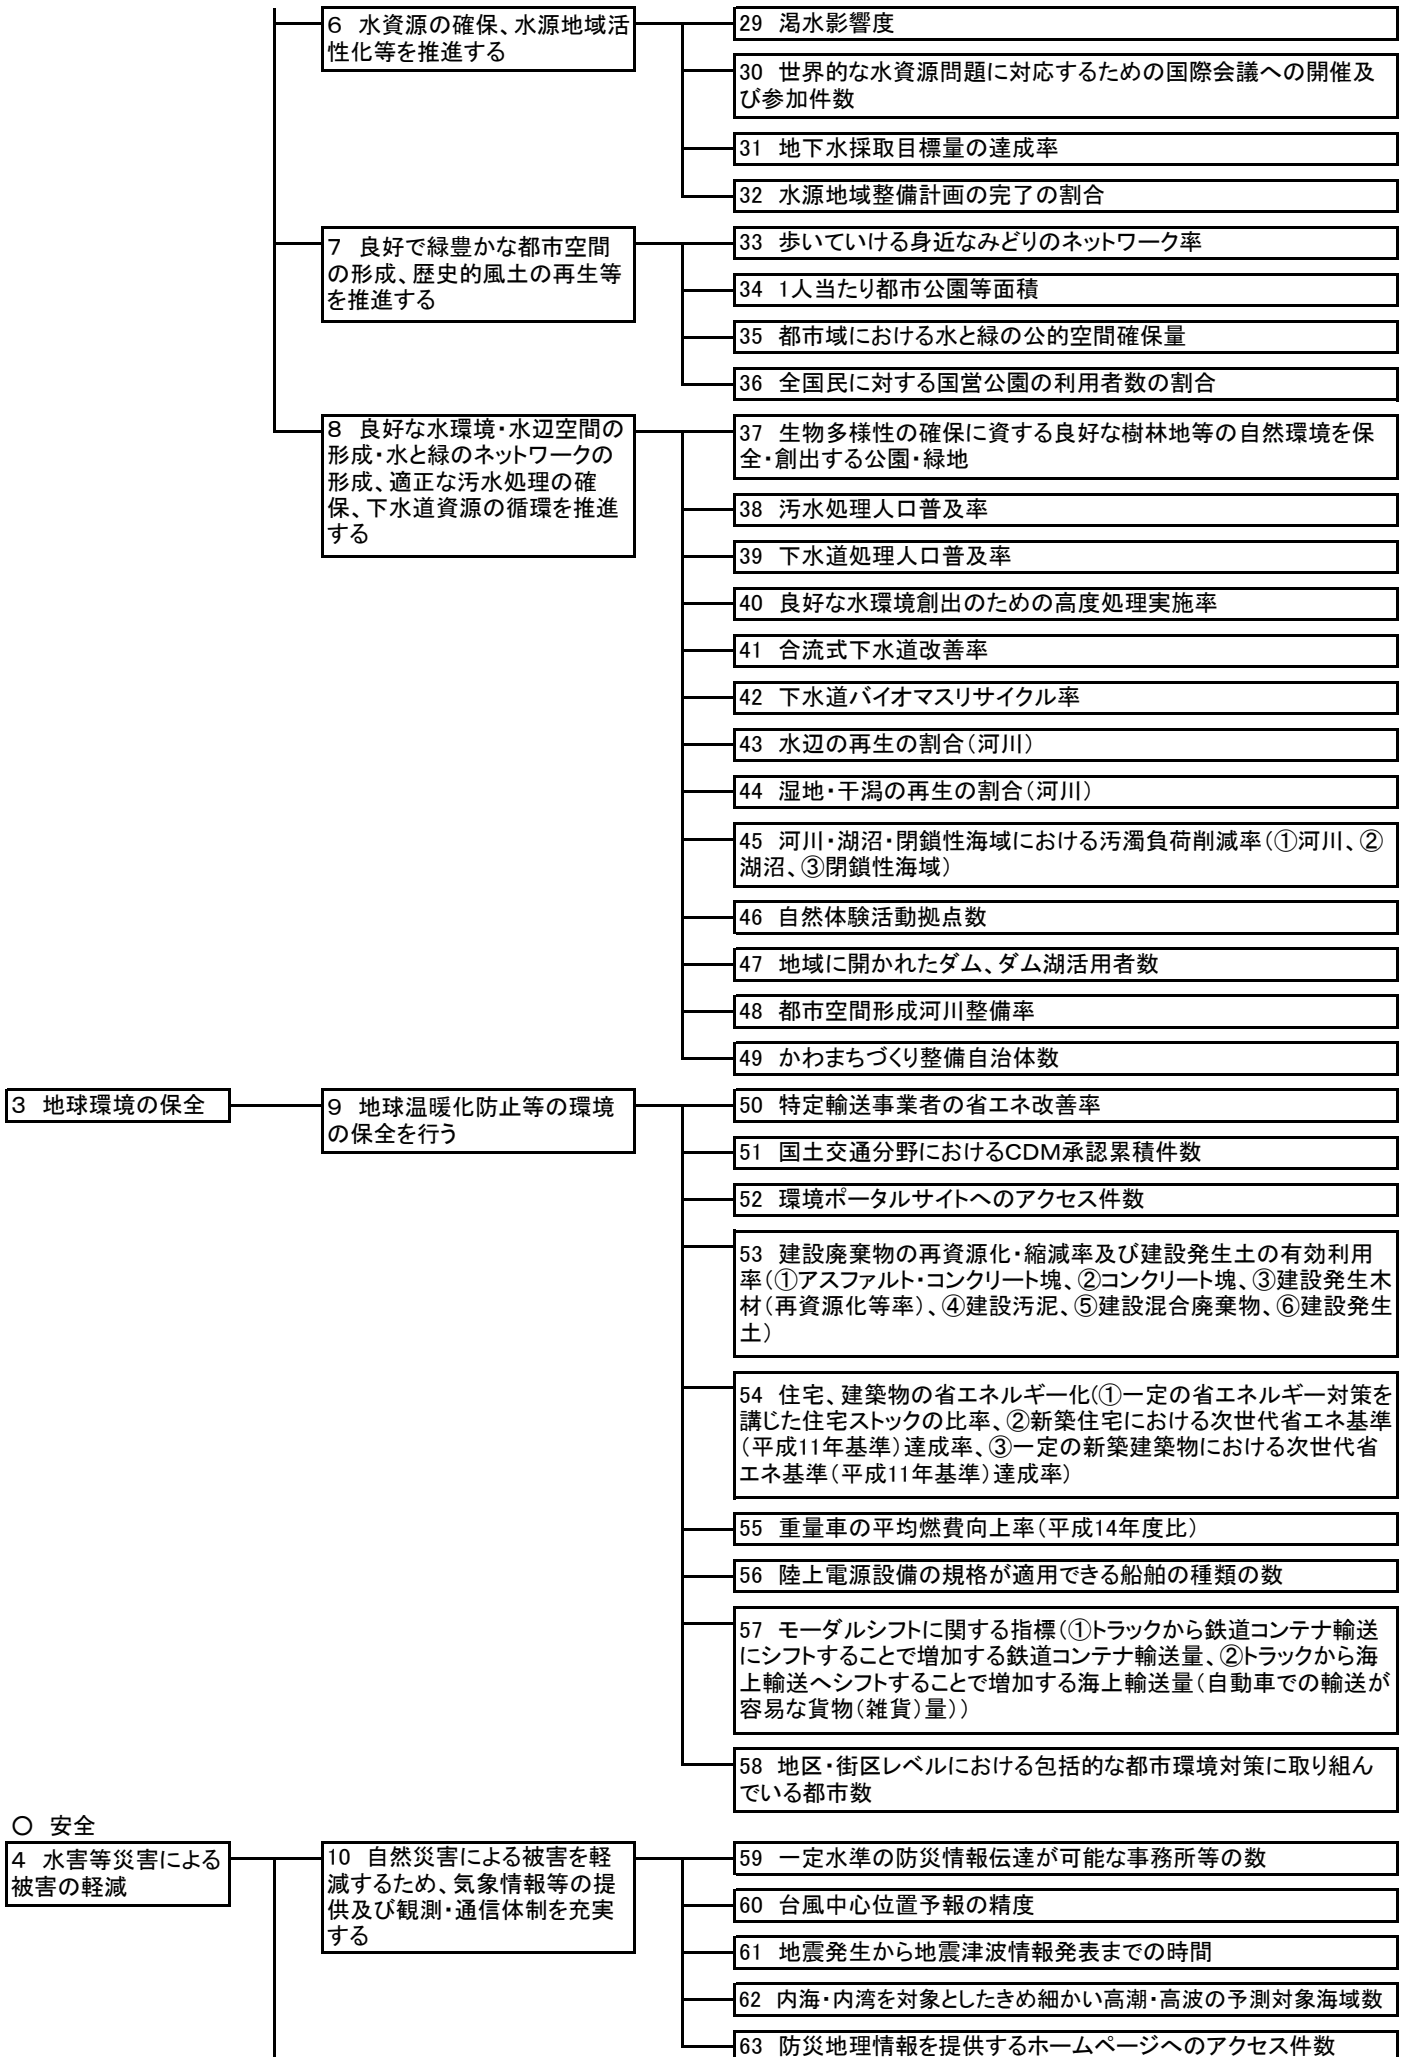 6 水資源の確保、水源地域活
性化等を推進する
29 渇水影響度
30 世界的な水資源問題に対応するための国際会議への開催及
び参加件数
31 地下水採取目標量の達成率
32 水源地域整備計画の完了の割合
7 良好で緑豊かな都市空間
の形成、歴史的風土の再生等
を推進する
33 歩いていける身近なみどりのネットワーク率
34 1人当たり都市公園等面積
35 都市域における水と緑の公的空間確保量
36 全国民に対する国営公園の利用者数の割合
8 良好な水環境・水辺空間の
形成・水と緑のネットワークの
形成、適正な汚水処理の確
保、下水道資源の循環を推進
する
37 生物多様性の確保に資する良好な樹林地等の自然環境を保
全・創出する公園・緑地
38 汚水処理人口普及率
39 下水道処理人口普及率
40 良好な水環境創出のための高度処理実施率
41 合流式下水道改善率
42 下水道バイオマスリサイクル率
43 水辺の再生の割合(河川)
44 湿地・干潟の再生の割合(河川)
45 河川・湖沼・閉鎖性海域における汚濁負荷削減率(①河川、②
湖沼、③閉鎖性海域)
46 自然体験活動拠点数
47 地域に開かれたダム、ダム湖活用者数
48 都市空間形成河川整備率
49 かわまちづくり整備自治体数
3 地球環境の保全
9 地球温暖化防止等の環境
の保全を行う
50 特定輸送事業者の省エネ改善率
51 国土交通分野におけるCDM承認累積件数
52 環境ポータルサイトへのアクセス件数
53 建設廃棄物の再資源化・縮減率及び建設発生土の有効利用
率(①アスファルト・コンクリート塊、②コンクリート塊、③建設発生木
材(再資源化等率)、④建設汚泥、⑤建設混合廃棄物、⑥建設発生
土)
54 住宅、建築物の省エネルギー化(①一定の省エネルギー対策を
講じた住宅ストックの比率、②新築住宅における次世代省エネ基準
(平成11年基準)達成率、③一定の新築建築物における次世代省
エネ基準(平成11年基準)達成率)
55 重量車の平均燃費向上率(平成14年度比)
56 陸上電源設備の規格が適用できる船舶の種類の数
57 モーダルシフトに関する指標(①トラックから鉄道コンテナ輸送
にシフトすることで増加する鉄道コンテナ輸送量、②トラックから海
上輸送へシフトすることで増加する海上輸送量(自動車での輸送が
容易な貨物(雑貨)量))
58 地区・街区レベルにおける包括的な都市環境対策に取り組ん
でいる都市数
○ 安全
4 水害等災害による
被害の軽減
10 自然災害による被害を軽
減するため、気象情報等の提
供及び観測・通信体制を充実
する
59 一定水準の防災情報伝達が可能な事務所等の数
60 台風中心位置予報の精度
61 地震発生から地震津波情報発表までの時間
62 内海・内湾を対象としたきめ細かい高潮・高波の予測対象海域数
63 防災地理情報を提供するホームページへのアクセス件数